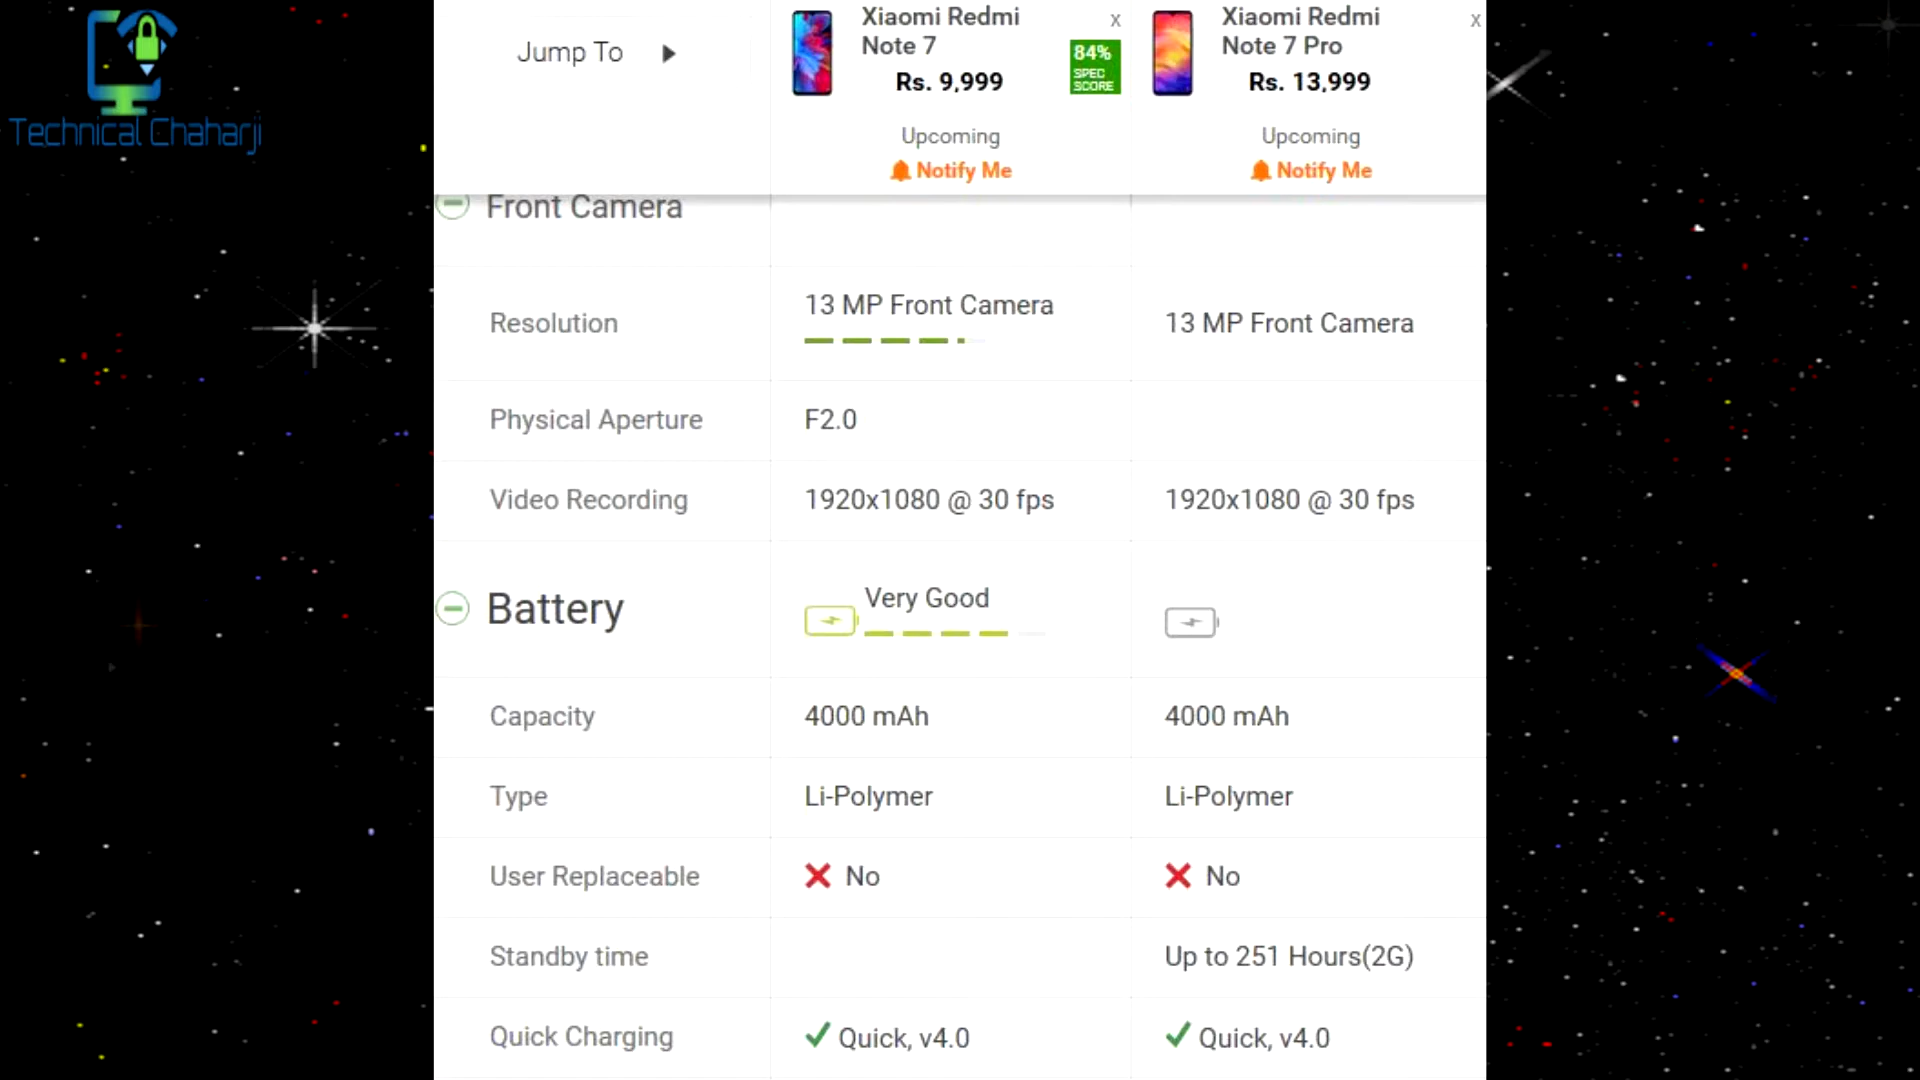 Technical Chaharji
Jump To
Xiaomi Redmi
Note 7
Rs. 9,999
x
84%
SPEC
SCORE
Upcoming
Notify Me
Xiaomi Redmi
Note 7 Pro
Rs. 13,999
x
Upcoming
Notify Me
Front Camera
Resolution 13 MP Front Camera 13 MP Front Camera
Physical Aperture F2.0
Video Recording 1920x1080 @ 30 fps 1920x1080 @ 30 fps
Battery Very Good
Capacity 4000 mAh 4000 mAh
Type Li-Polymer Li-Polymer
User Replaceable No No
Standby time Up to 251 Hours(2G)
Quick Charging Quick, v4.0 Quick, v4.0